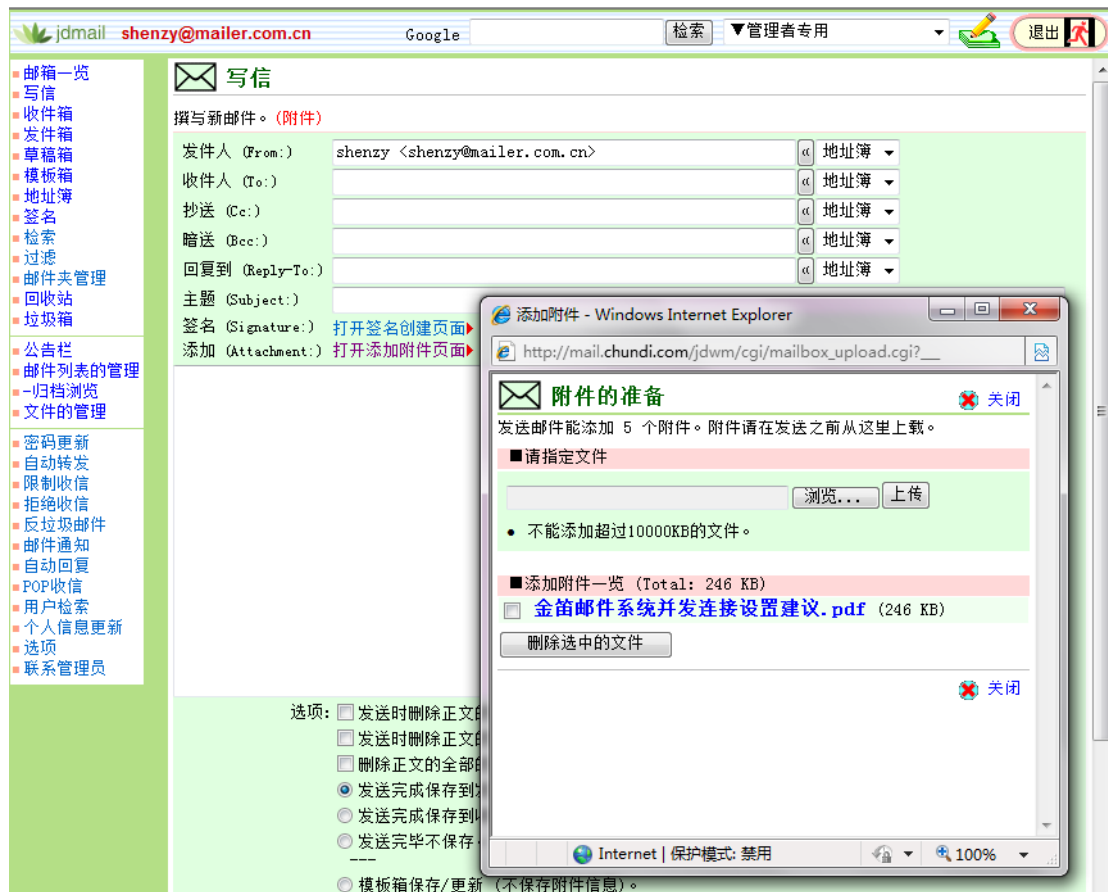 jdmail shenzy@mailer.com.cn Google 检索 ▼管理者专用 退出
邮箱一览
写信
收件箱
发件箱
草稿箱
模板箱
地址簿
签名
检索
过滤
邮件夹管理
回收站
垃圾箱
公告栏
邮件列表的管理
-归档浏览
文件的管理
密码更新
自动转发
限制收信
拒绝收信
反垃圾邮件
邮件通知
自动回复
POP收信
用户检索
个人信息更新
选项
联系管理员
写信
撰写新邮件。(附件)
发件人 (From:) shenzy <shenzy@mailer.com.cn> « 地址簿
收件人 (To:) « 地址簿
抄送 (Cc:) « 地址簿
暗送 (Bcc:) « 地址簿
回复到 (Reply-To:) « 地址簿
主题 (Subject:)
签名 (Signature:) 打开签名创建页面
添加 (Attachment:) 打开添加附件页面
选项: 发送时删除正文
发送时删除正文
删除正文的全部
发送完成保存到
发送完成保存到
发送完毕不保存
---
模板箱保存/更新 (不保存附件信息)。
添加附件 - Windows Internet Explorer
http://mail.chundi.com/jdwm/cgi/mailbox_upload.cgi?__
附件的准备 关闭
发送邮件能添加 5 个附件。附件请在发送之前从这里上载。
■请指定文件
浏览... 上传
• 不能添加超过10000KB的文件。
■添加附件一览 (Total: 246 KB)
金笛邮件系统并发连接设置建议.pdf (246 KB)
删除选中的文件
关闭
Internet | 保护模式: 禁用 100%